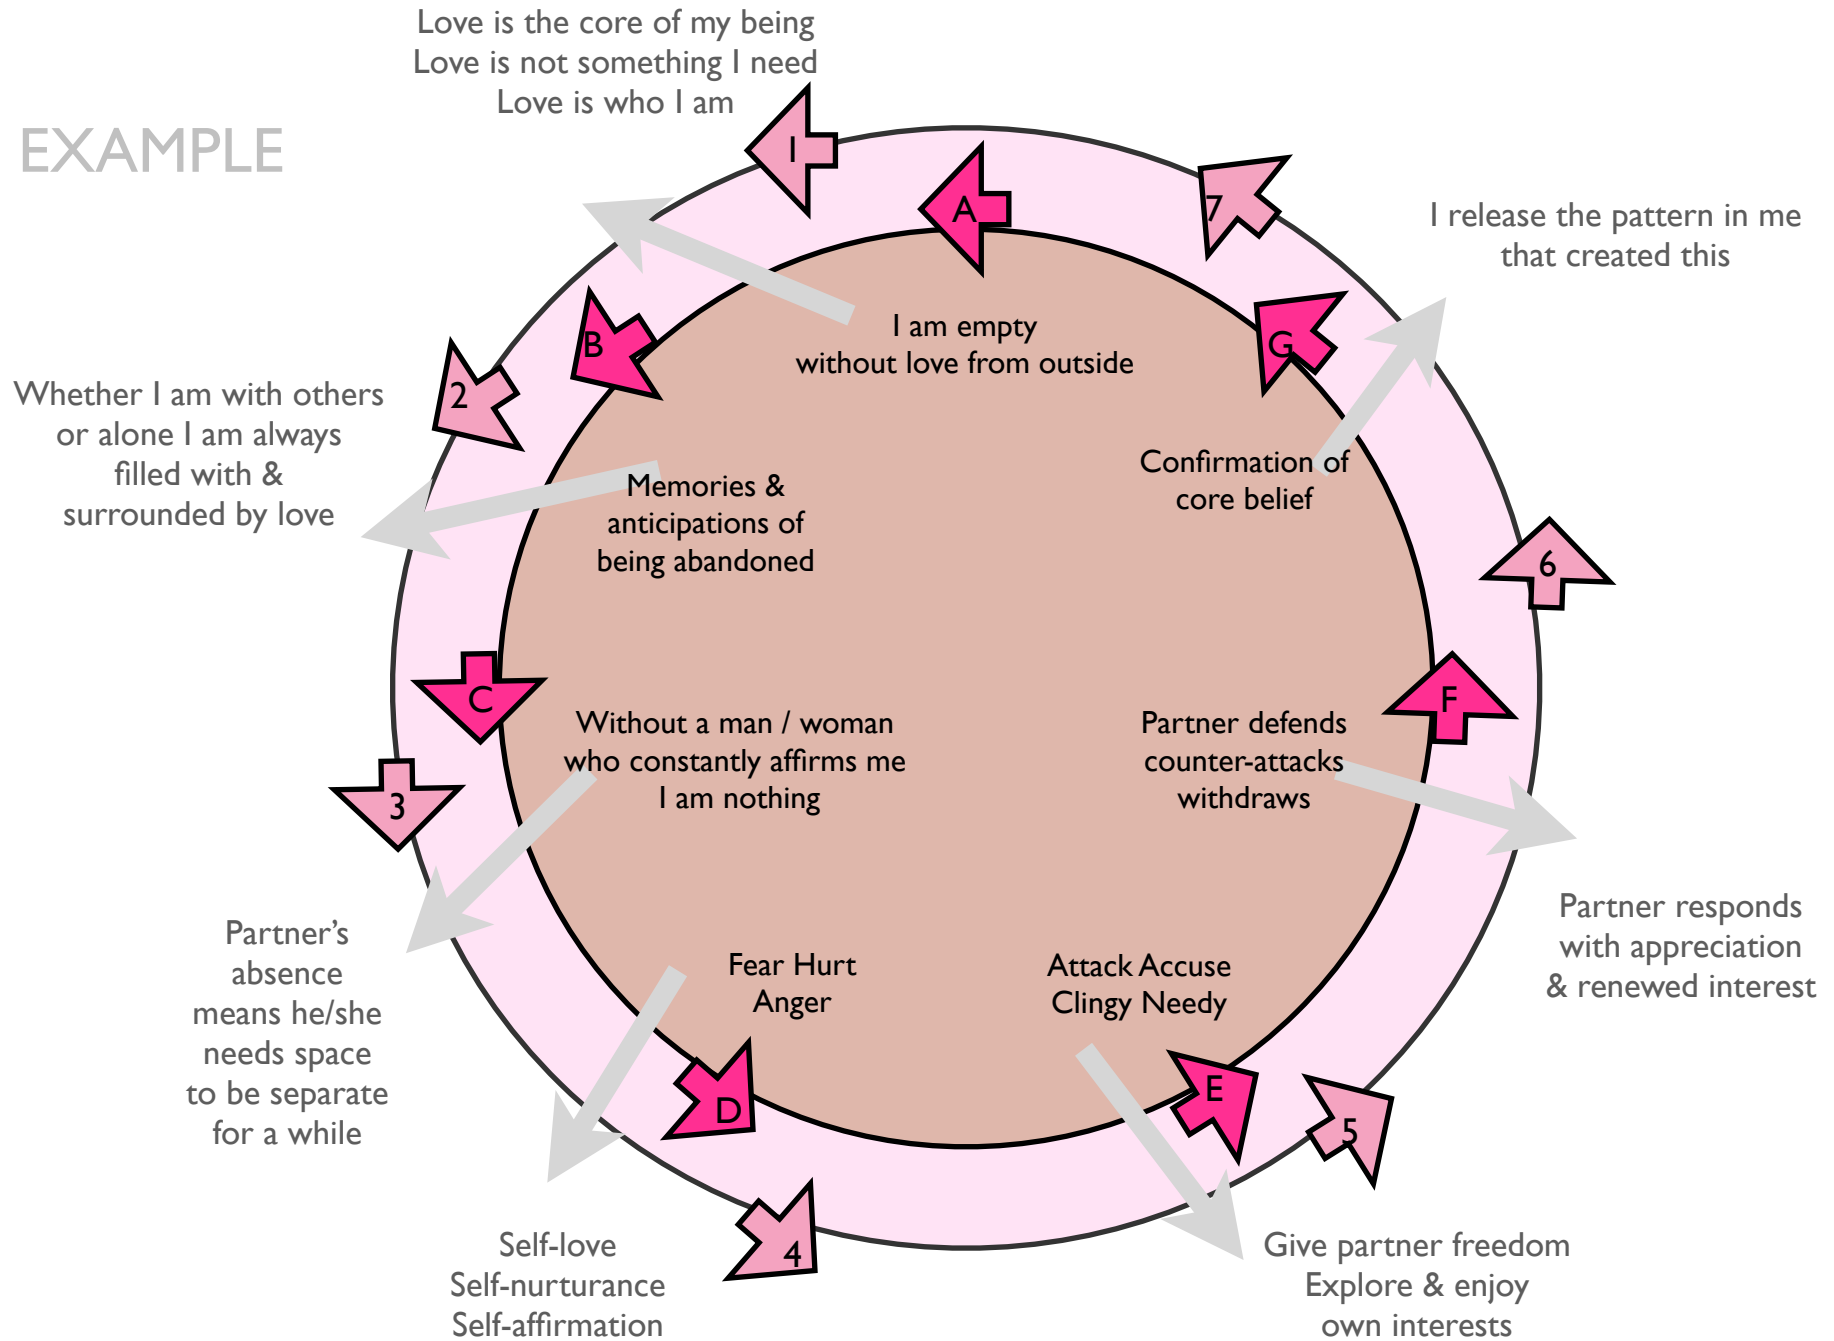 Love is the core of my being
Love is not something I need
Love is who I am
EXAMPLE
1
A
7
I release the pattern in me
that created this
I am empty
without love from outside
B
G
2
Whether I am with others
or alone I am always
filled with &
surrounded by love
Memories &
anticipations of
being abandoned
Confirmation of
core belief
6
C
Without a man / woman
who constantly affirms me
I am nothing
F
Partner defends
counter-attacks
withdraws
3
Partner's
absence
means he/she
needs space
to be separate
for a while
Fear Hurt
Anger
Attack Accuse
Clingy Needy
Partner responds
with appreciation
& renewed interest
D
E
5
4
Self-love
Self-nurturance
Self-affirmation
Give partner freedom
Explore & enjoy
own interests